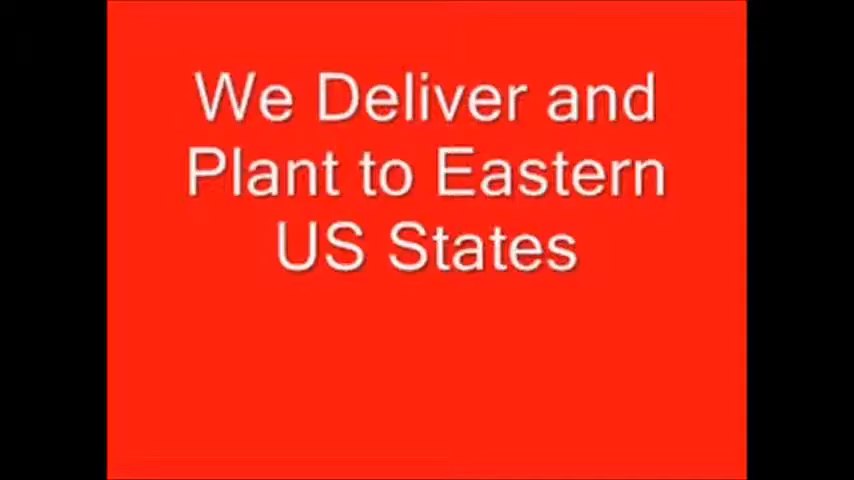 We Deliver and
Plant to Eastern
US States